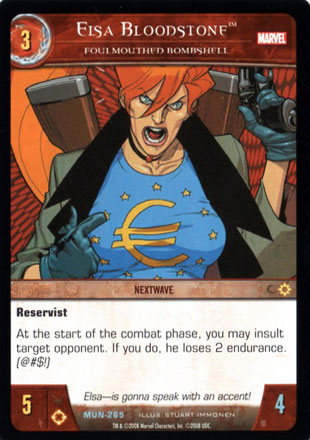 3
ELSA BLOODSTONE™
MARVEL
FOULMOUTHED BOMBSHELL
€
NEXTWAVE
Reservist
At the start of the combat phase, you may insult
target opponent. If you do, he loses 2 endurance.
[@#$!]
Elsa—is gonna speak with an accent!
5
MUN-265 ILLUS. STUART IMMONEN
4
TM & ©2008 Marvel Characters, Inc. ©2008 UDC.